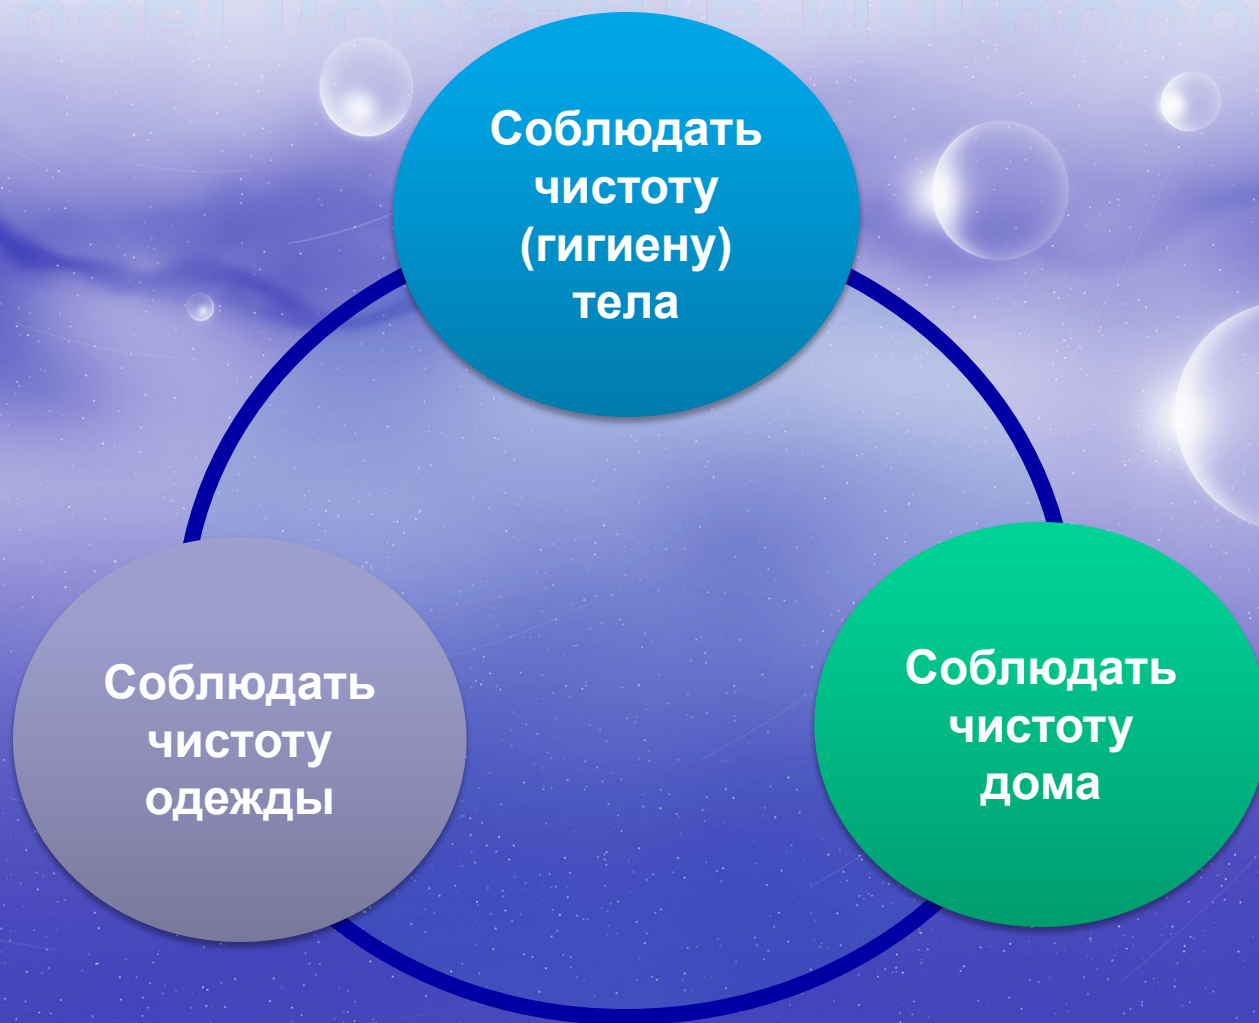 Соблюдать
чистоту
(гигиену)
тела
Соблюдать
чистоту
одежды
Соблюдать
чистоту
дома